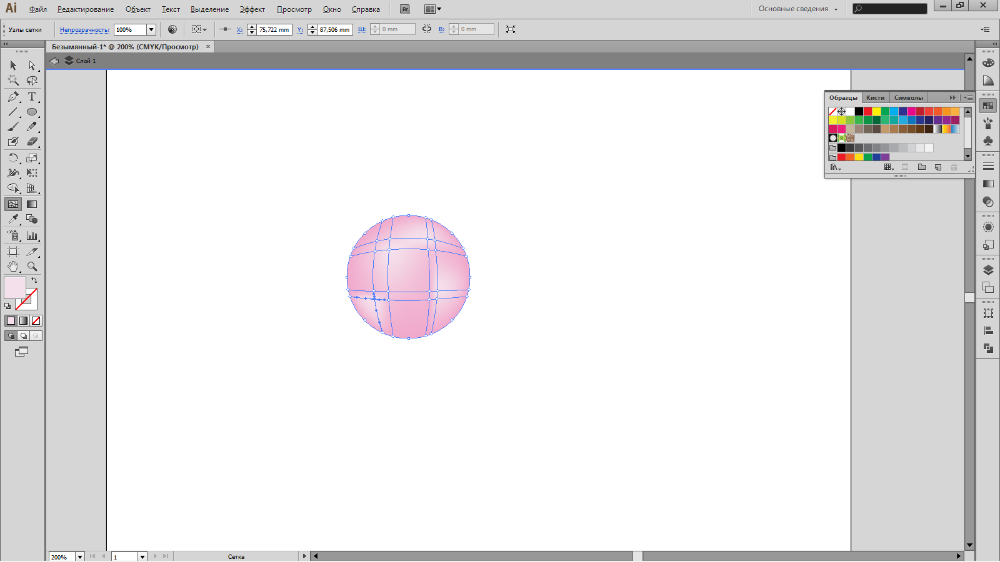 Ai Файл Редактирование Объект Текст Выделение Эффект Просмотр Окно Справка Br Основные сведения
Узлы сетки Непрозрачность: 100% X: 75,722 mm Y: 87,506 mm Ш: 0 mm В: 0 mm
Безымянный-1* @ 200% (CMYK/Просмотр) ×
Слой 1
Образцы Кисти Символы
T
200% 1 Сетка